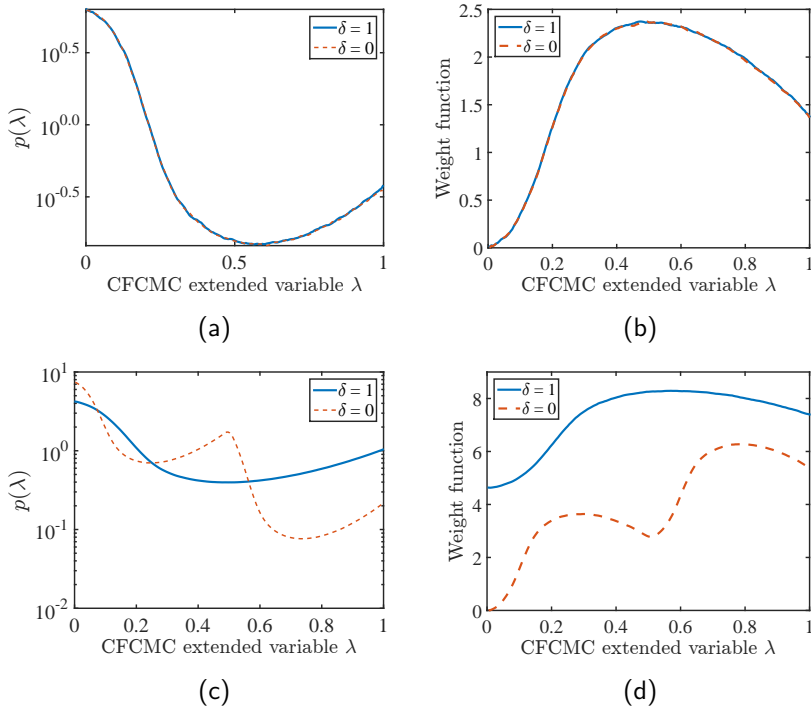 10^0.5
10^0.0
10^-0.5
p(λ)
δ = 1
δ = 0
0
0.5
1
CFCMC extended variable λ
(a)
2.5
2
1.5
1
0.5
0
Weight function
δ = 1
δ = 0
0
0.2
0.4
0.6
0.8
1
CFCMC extended variable λ
(b)
10^1
10^0
10^-1
10^-2
p(λ)
δ = 1
δ = 0
0
0.2
0.4
0.6
0.8
1
CFCMC extended variable λ
(c)
8
6
4
2
0
Weight function
δ = 1
δ = 0
0
0.2
0.4
0.6
0.8
1
CFCMC extended variable λ
(d)